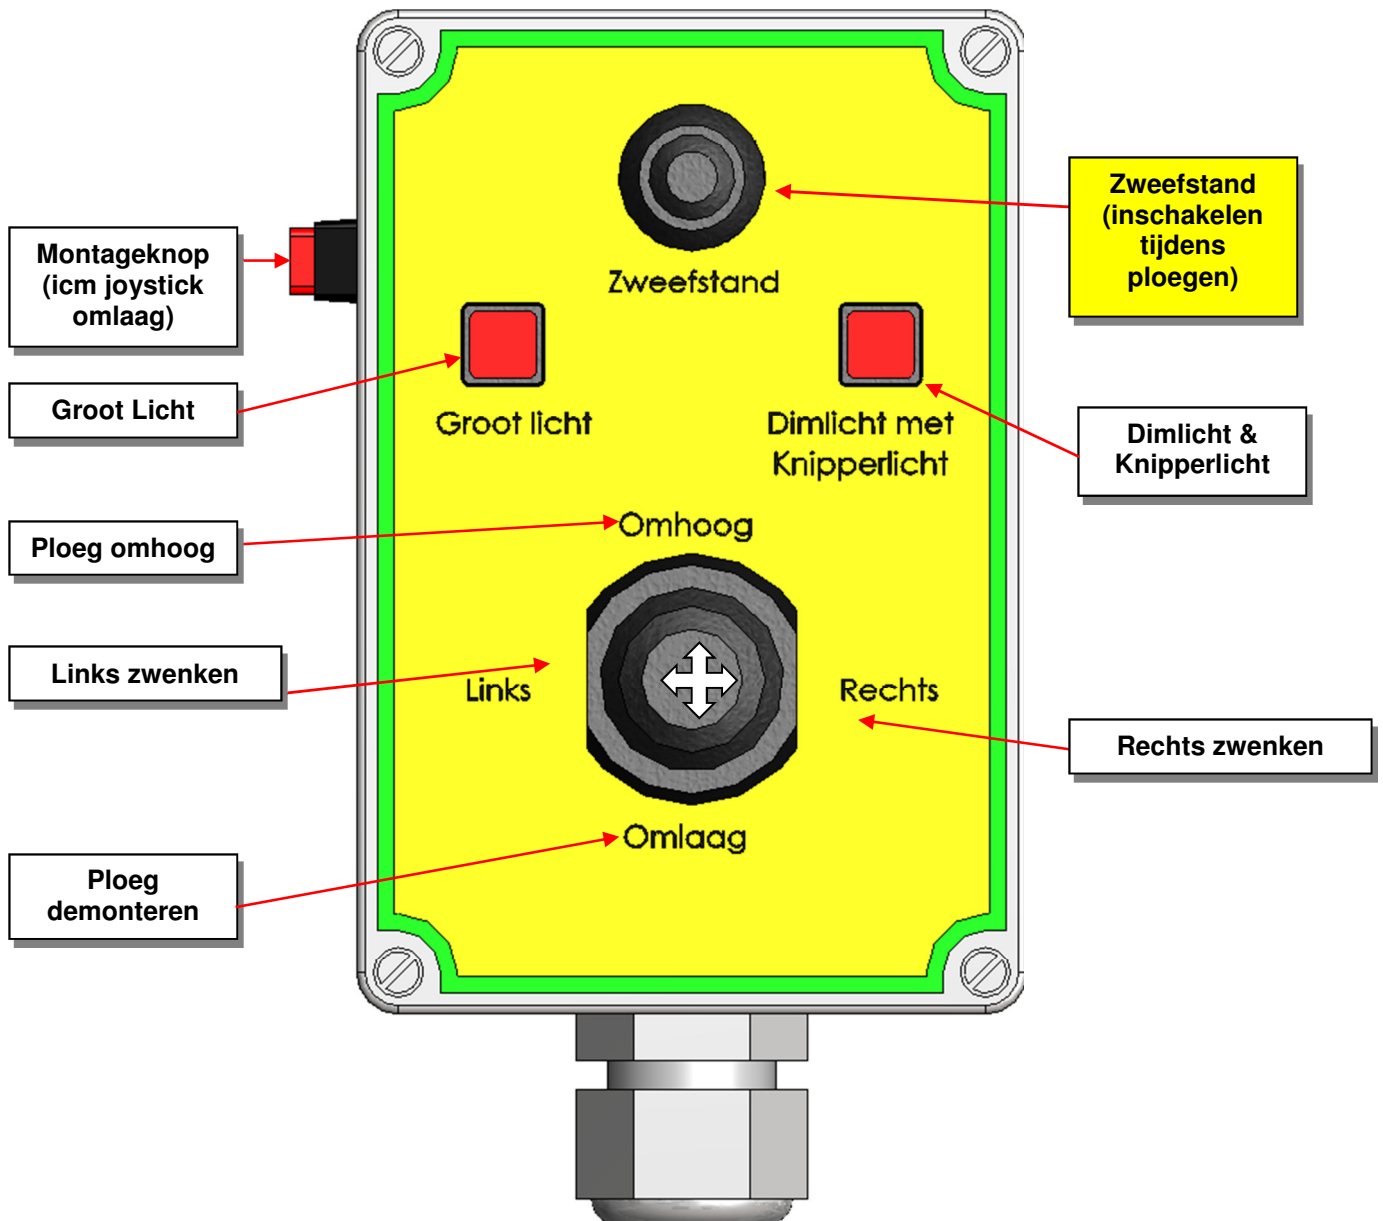 Zweefstand
(inschakelen
tijdens
ploegen)
Montageknop
(icm joystick
omlaag)
Zweefstand
Groot Licht
Groot licht
Dimlicht met
Knipperlicht
Dimlicht &
Knipperlicht
Ploeg omhoog
Omhoog
Links zwenken
Links
Rechts
Rechts zwenken
Omlaag
Ploeg
demonteren